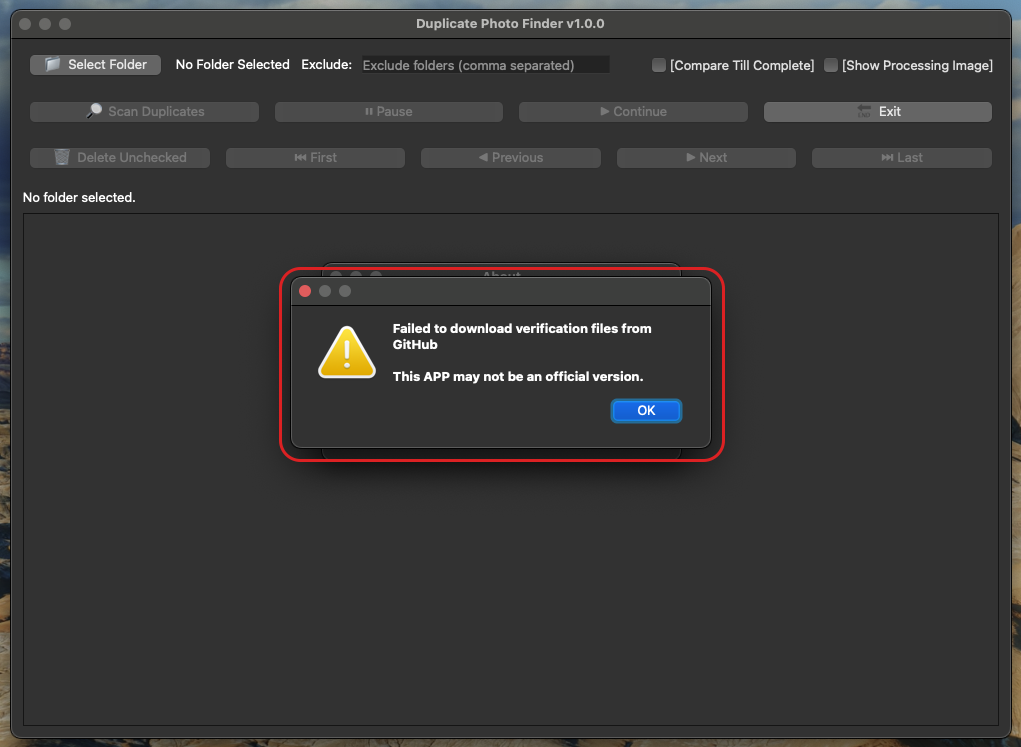 Duplicate Photo Finder v1.0.0
Select Folder No Folder Selected Exclude: Exclude folders (comma separated) [Compare Till Complete] [Show Processing Image]
Scan Duplicates Pause Continue Exit
Delete Unchecked First Previous Next Last
No folder selected.
About
Failed to download verification files from
GitHub
This APP may not be an official version.
OK